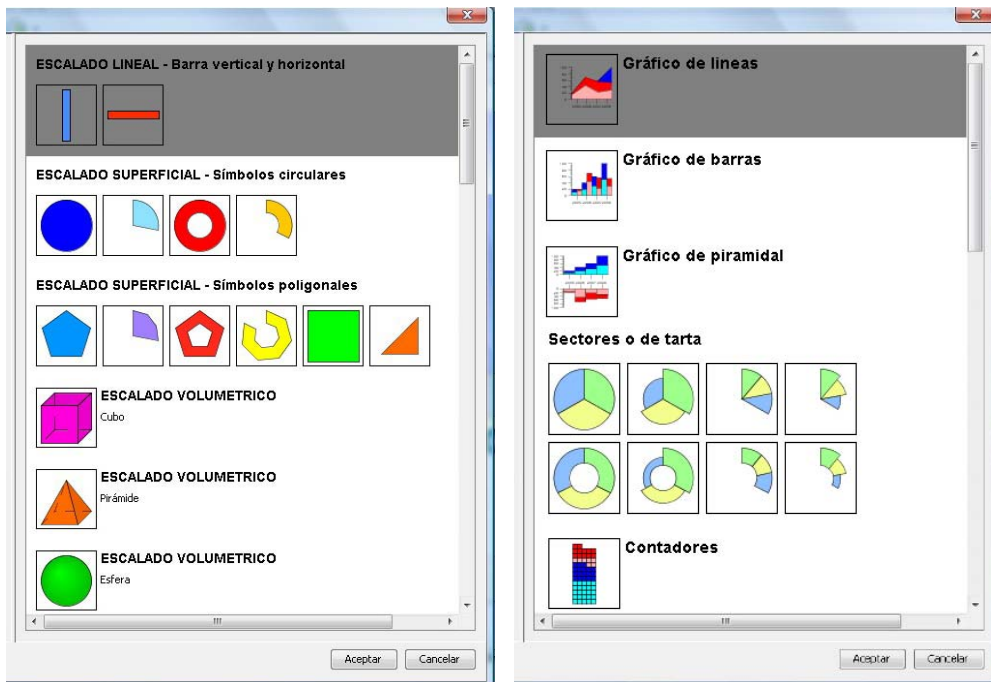 ESCALADO LINEAL - Barra vertical y horizontal
ESCALADO SUPERFICIAL - Símbolos circulares
ESCALADO SUPERFICIAL - Símbolos poligonales
ESCALADO VOLUMETRICO
Cubo
ESCALADO VOLUMETRICO
Pirámide
ESCALADO VOLUMETRICO
Esfera
Aceptar
Cancelar
Gráfico de lineas
Gráfico de barras
Gráfico de piramidal
Sectores o de tarta
Contadores
Aceptar
Cancelar